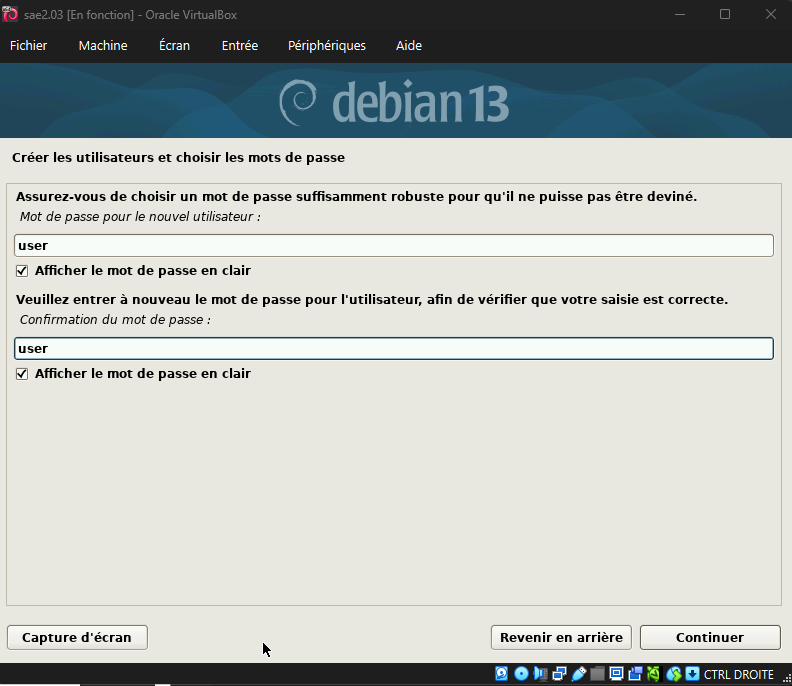 sae2.03 [En fonction] - Oracle VirtualBox
Fichier Machine Écran Entrée Périphériques Aide
debian 13
Créer les utilisateurs et choisir les mots de passe
Assurez-vous de choisir un mot de passe suffisamment robuste pour qu'il ne puisse pas être deviné.
Mot de passe pour le nouvel utilisateur :
user
Afficher le mot de passe en clair
Veuillez entrer à nouveau le mot de passe pour l'utilisateur, afin de vérifier que votre saisie est correcte.
Confirmation du mot de passe :
user
Afficher le mot de passe en clair
Capture d'écran Revenir en arrière Continuer
CTRL DROITE